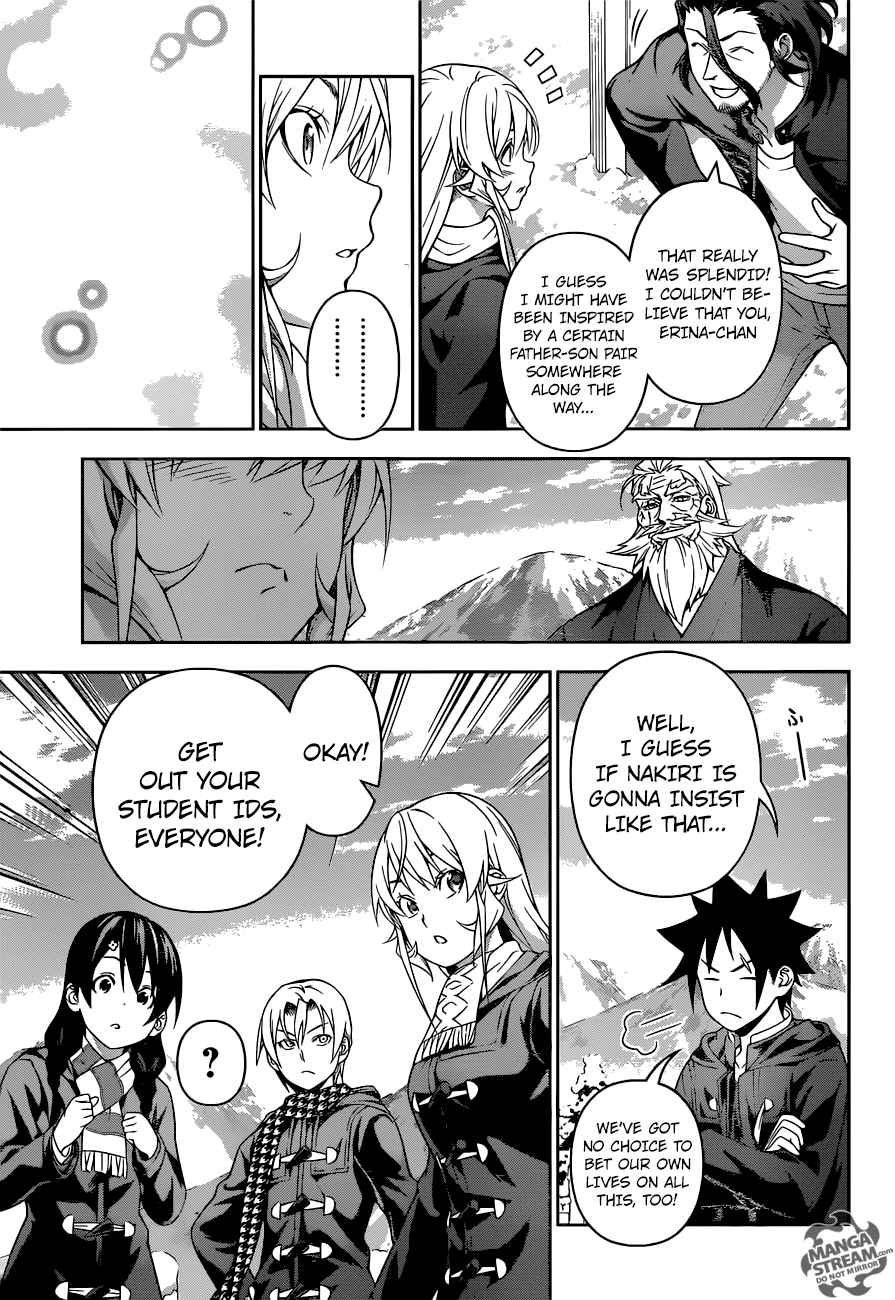 THAT REALLY
WAS SPLENDID!
I COULDN'T BE-
LIEVE THAT YOU,
ERINA-CHAN
I GUESS
I MIGHT HAVE
BEEN INSPIRED
BY A CERTAIN
FATHER-SON PAIR
SOMEWHERE
ALONG THE
WAY...
..........
WELL,
I GUESS
IF NAKIRI IS
GONNA INSIST
LIKE THAT...
ふー
WE'VE GOT
NO CHOICE TO
BET OUR OWN
LIVES ON ALL
THIS, TOO!
OKAY!
GET
OUT YOUR
STUDENT IDS,
EVERYONE!
?
MANGA
STREAM.com
DO NOT MIRROR